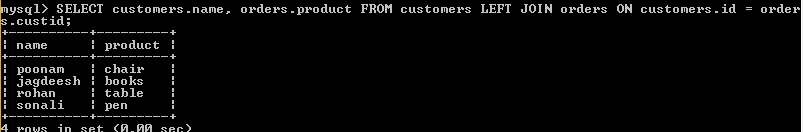 mysql> SELECT customers.name, orders.product FROM customers LEFT JOIN orders ON customers.id = order
s.custid;
+----------+---------+
| name     | product |
+----------+---------+
| poonam   | chair   |
| jagdeesh | books   |
| rohan    | table   |
| sonali   | pen     |
+----------+---------+
4 rows in set (0.00 sec)